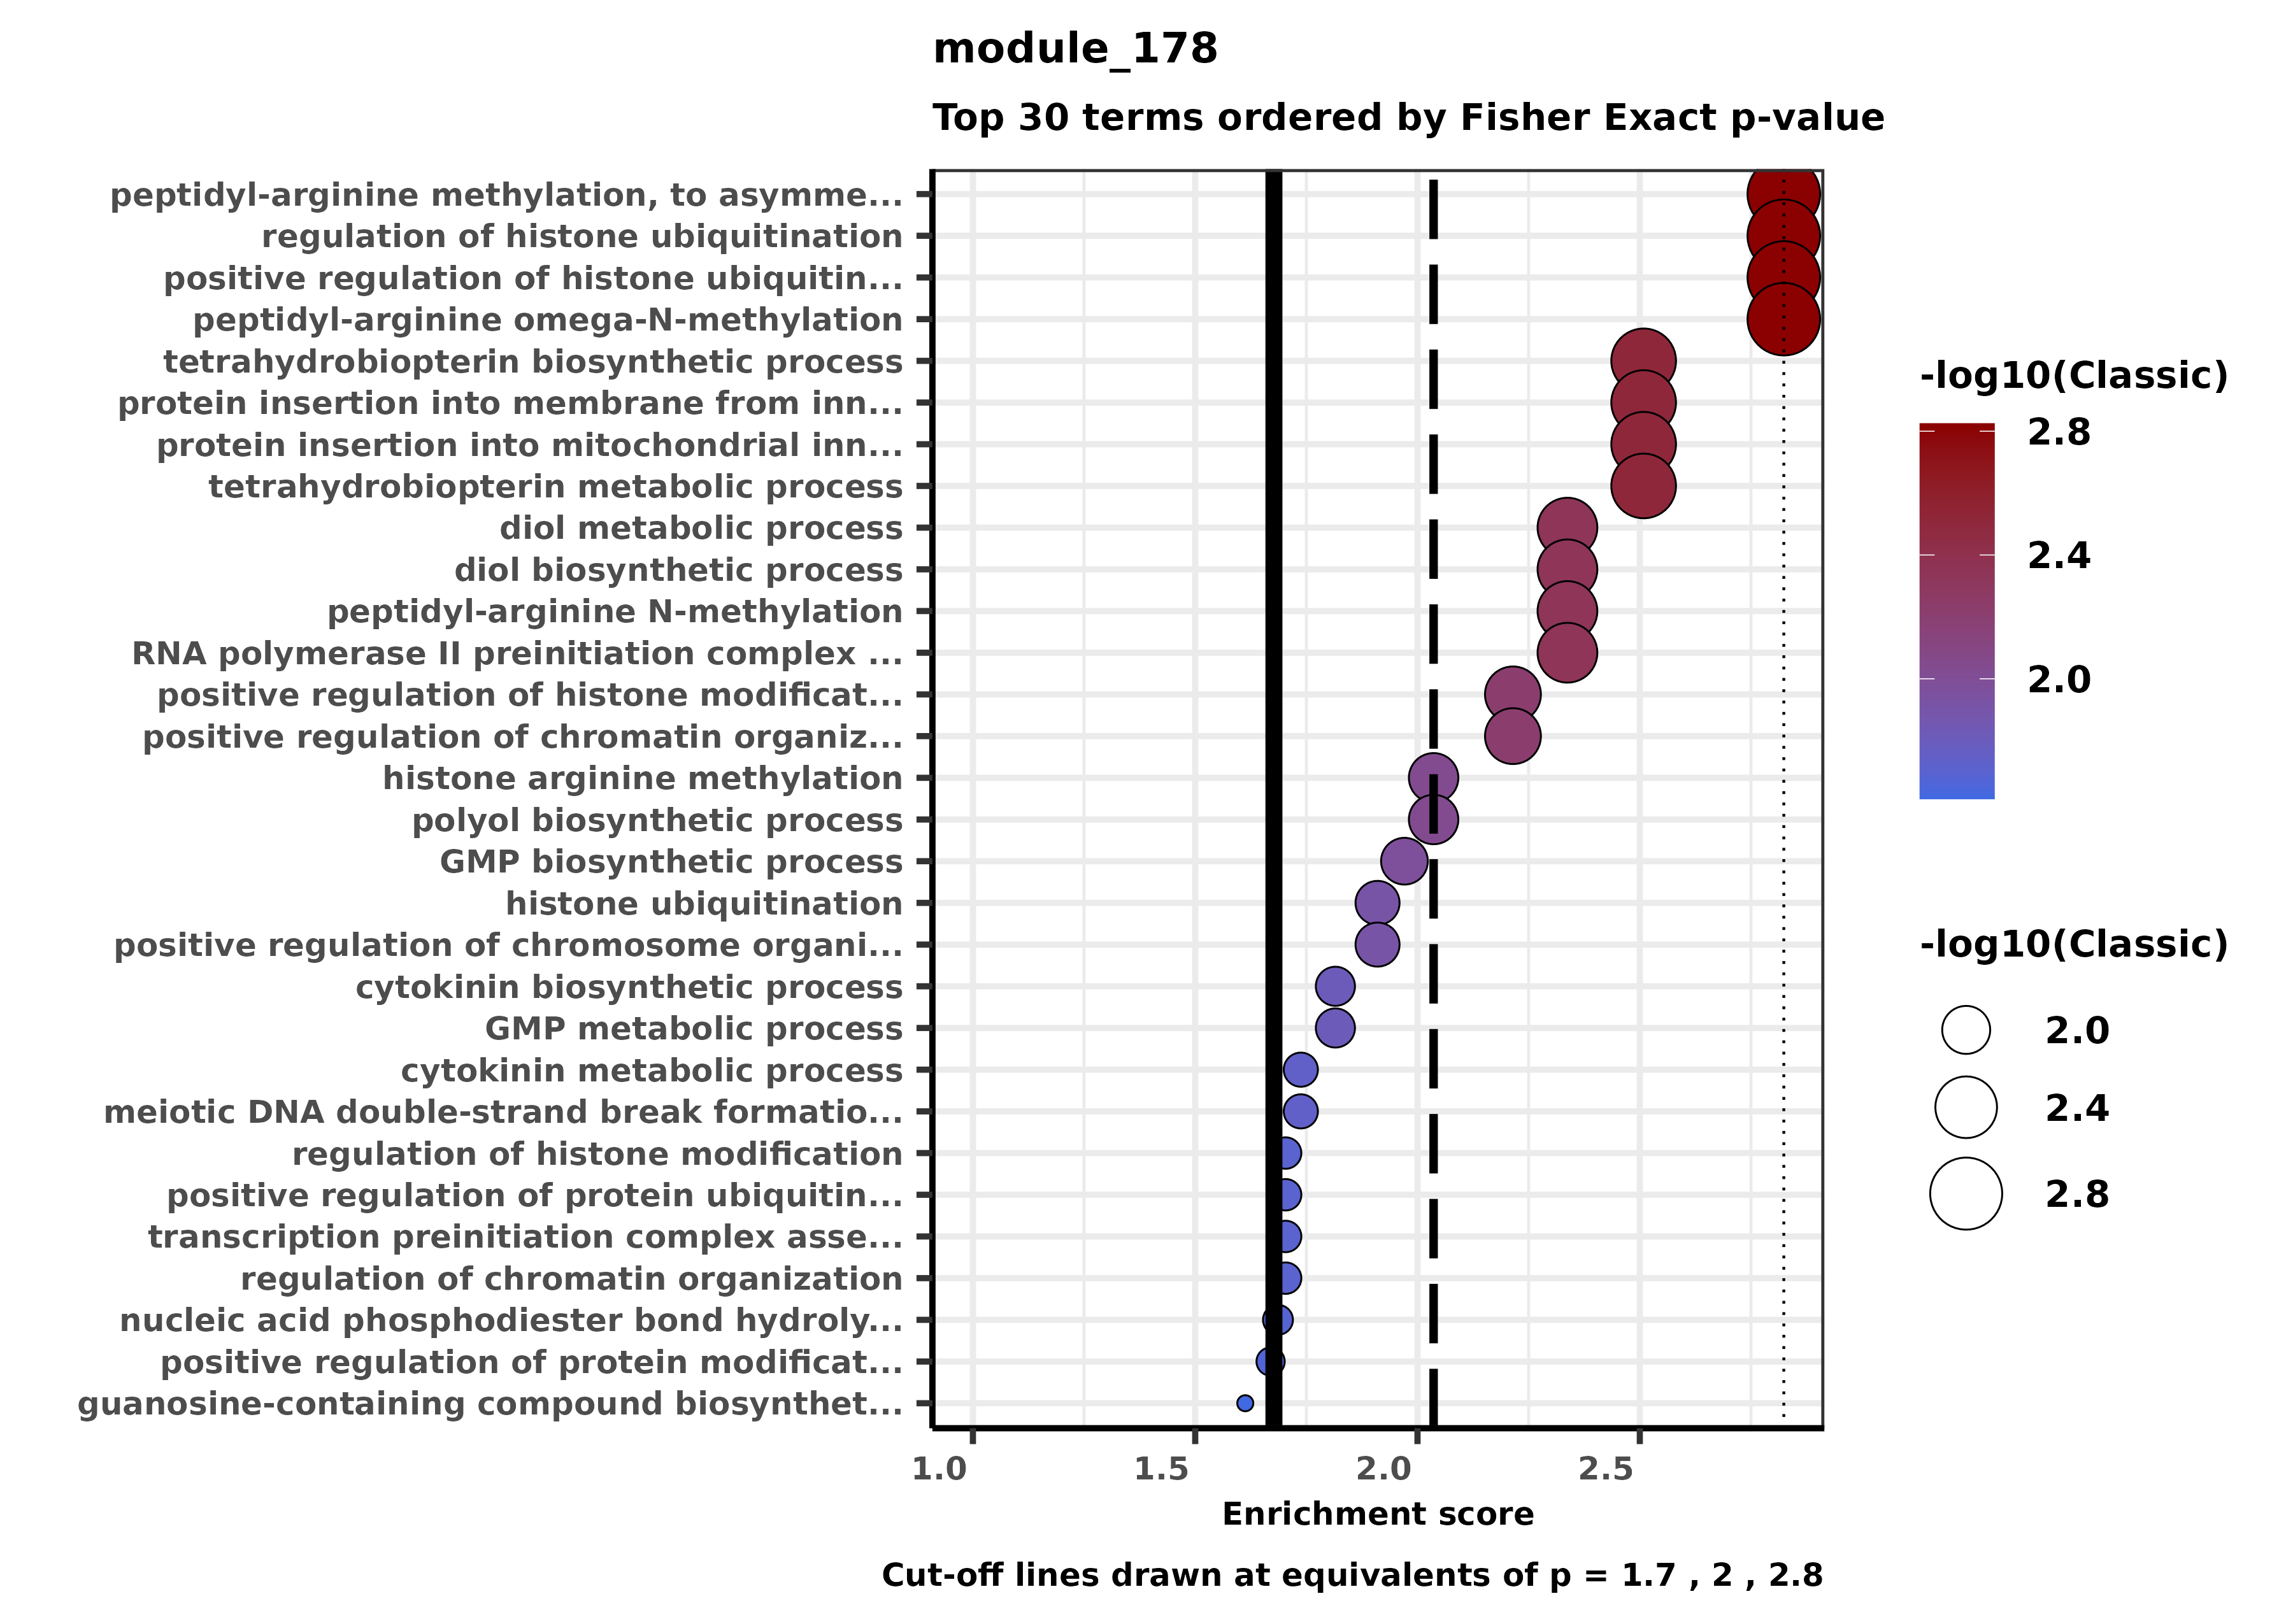 module_178
Top 30 terms ordered by Fisher Exact p-value
peptidyl-arginine methylation, to asymme...
regulation of histone ubiquitination
positive regulation of histone ubiquitin...
peptidyl-arginine omega-N-methylation
tetrahydrobiopterin biosynthetic process
protein insertion into membrane from inn...
protein insertion into mitochondrial inn...
tetrahydrobiopterin metabolic process
diol metabolic process
diol biosynthetic process
peptidyl-arginine N-methylation
RNA polymerase II preinitiation complex ...
positive regulation of histone modificat...
positive regulation of chromatin organiz...
histone arginine methylation
polyol biosynthetic process
GMP biosynthetic process
histone ubiquitination
positive regulation of chromosome organi...
cytokinin biosynthetic process
GMP metabolic process
cytokinin metabolic process
meiotic DNA double-strand break formatio...
regulation of histone modification
positive regulation of protein ubiquitin...
transcription preinitiation complex asse...
regulation of chromatin organization
nucleic acid phosphodiester bond hydroly...
positive regulation of protein modificat...
guanosine-containing compound biosynthet...
1.0 1.5 2.0 2.5
Enrichment score
Cut-off lines drawn at equivalents of p = 1.7 , 2 , 2.8
-log10(Classic)
2.8
2.4
2.0
-log10(Classic)
2.0
2.4
2.8